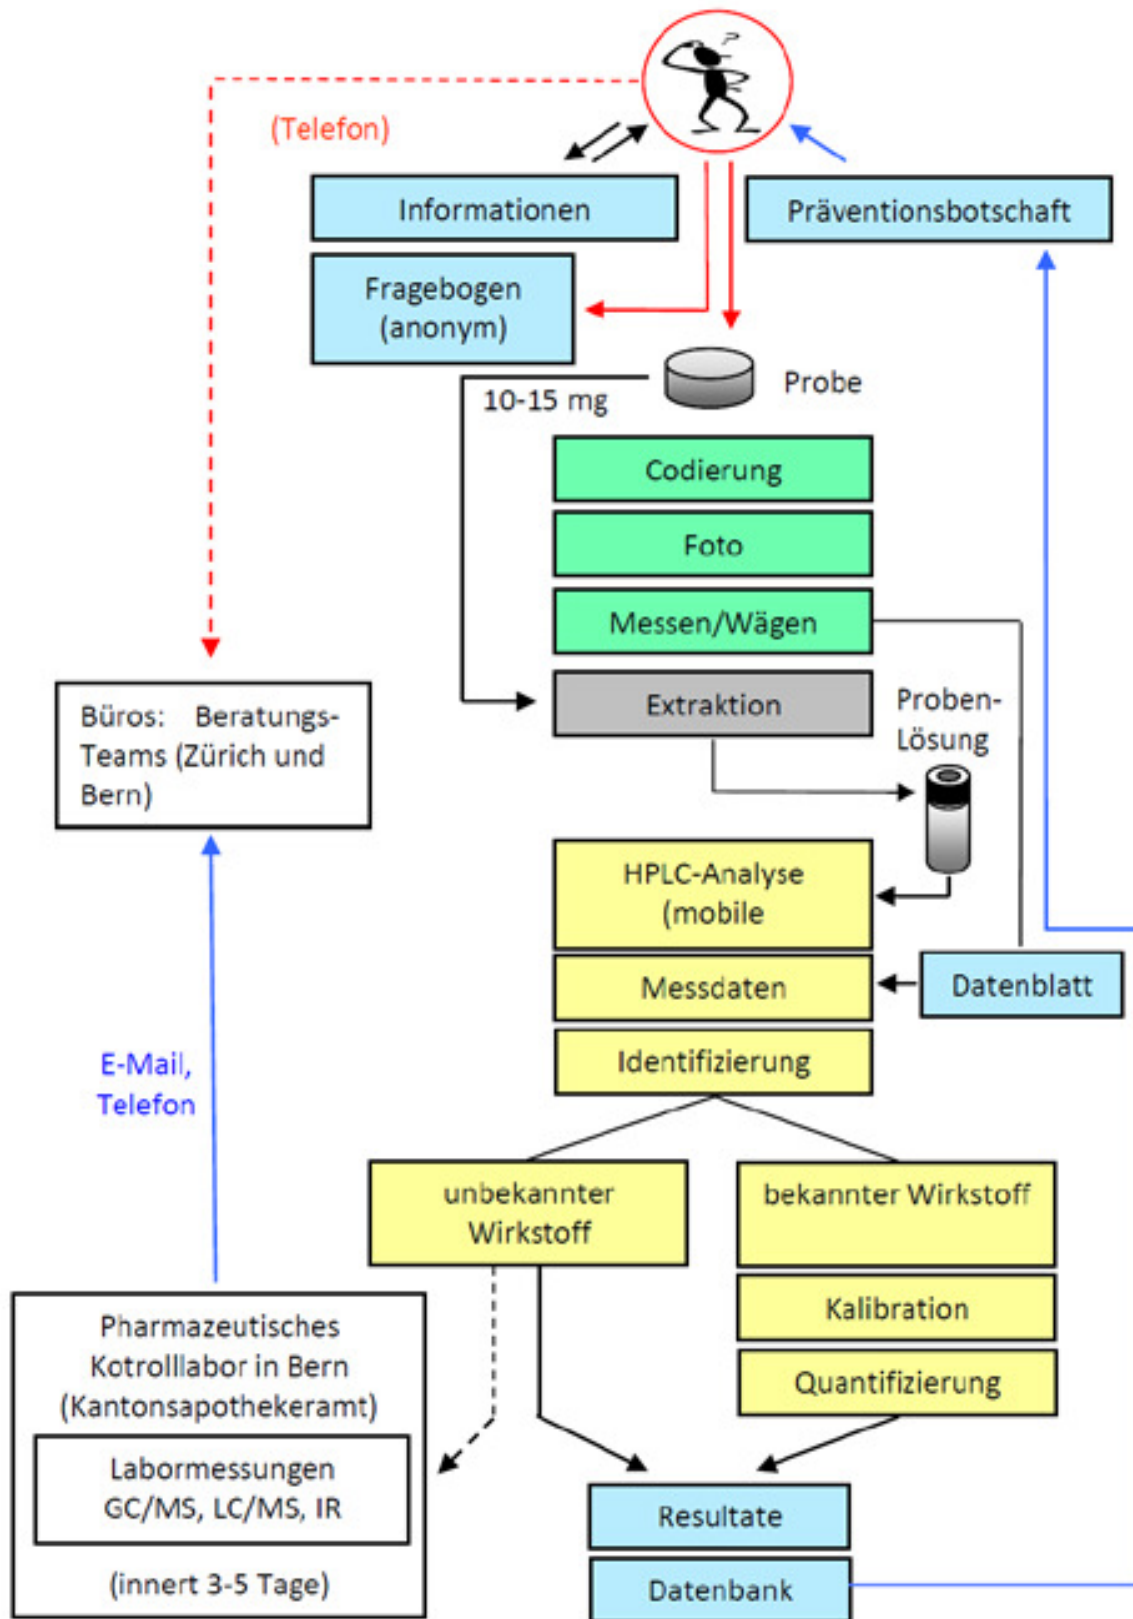 ?
(Telefon)
Informationen
Präventionsbotschaft
Fragebogen
(anonym)
10-15 mg
Probe
Codierung
Foto
Messen/Wägen
Extraktion
Proben-
Lösung
Büros: Beratungs-
Teams (Zürich und
Bern)
HPLC-Analyse
(mobile
Messdaten
Datenblatt
Identifizierung
E-Mail,
Telefon
unbekannter
Wirkstoff
bekannter Wirkstoff
Kalibration
Quantifizierung
Pharmazeutisches
Kotrolllabor in Bern
(Kantonsapothekeramt)
Labormessungen
GC/MS, LC/MS, IR
(innert 3-5 Tage)
Resultate
Datenbank